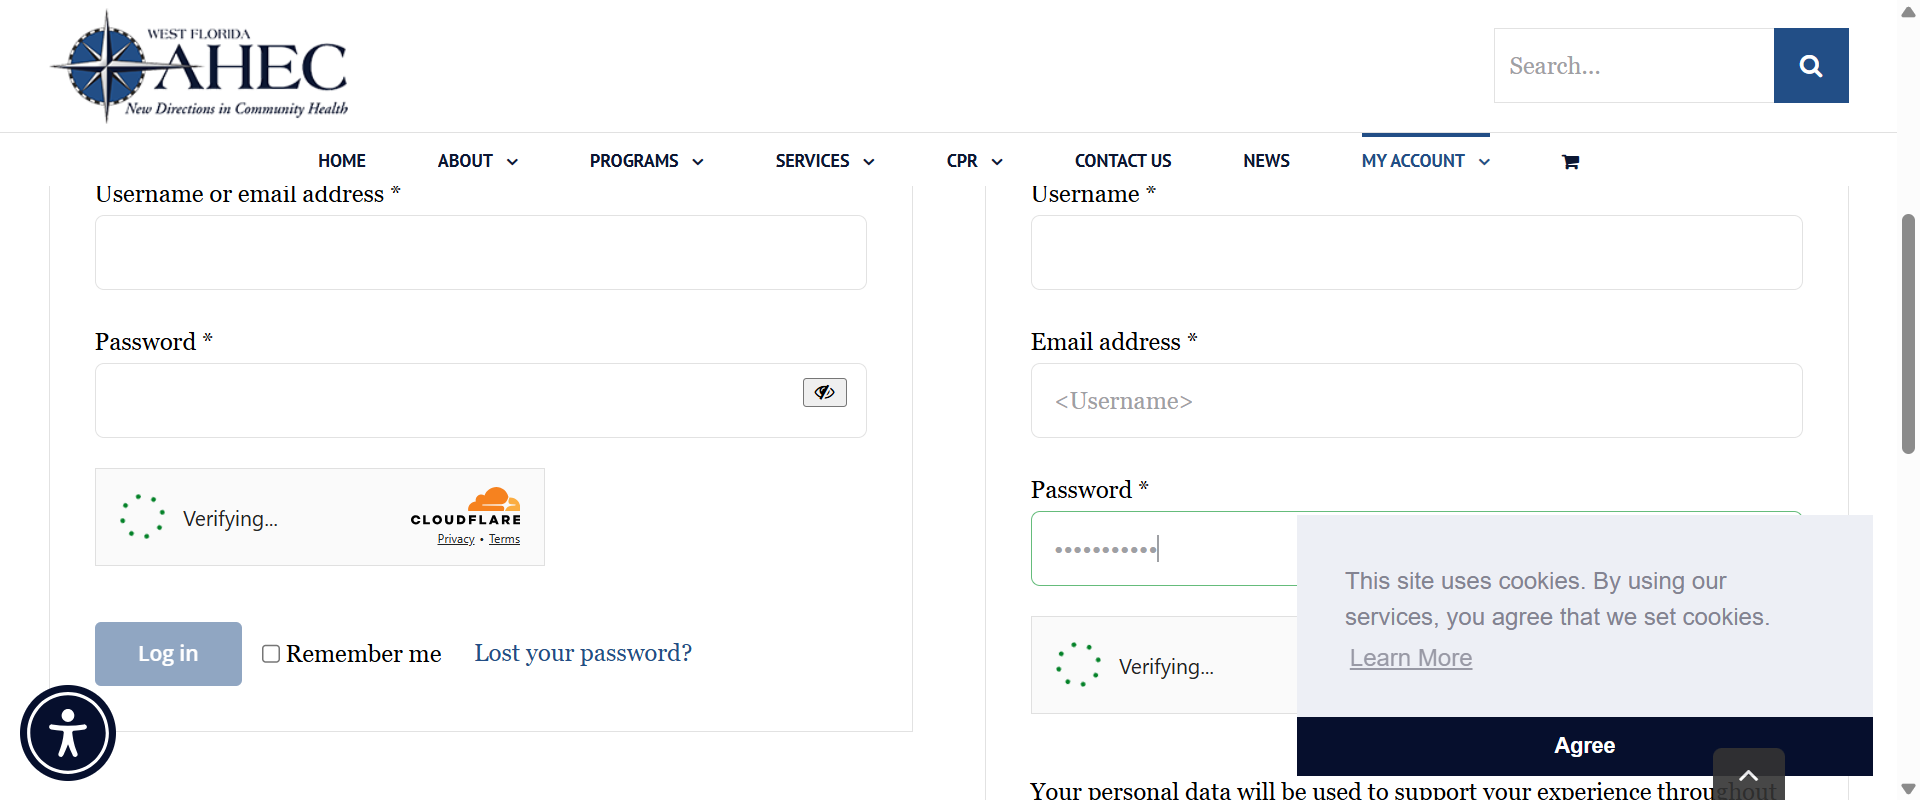 WEST FLORIDA
AHEC
New Directions in Community Health
Search...
HOME
ABOUT
PROGRAMS
SERVICES
CPR
CONTACT US
NEWS
MY ACCOUNT
Username or email address *
Password *
Verifying...
CLOUDFLARE
Privacy • Terms
Log in
Remember me
Lost your password?
Username *
Email address *
<Username>
Password *
•••••••••••
Verifying...
This site uses cookies. By using our
services, you agree that we set cookies.
Learn More
Agree
Your personal data will be used to support your experience throughout